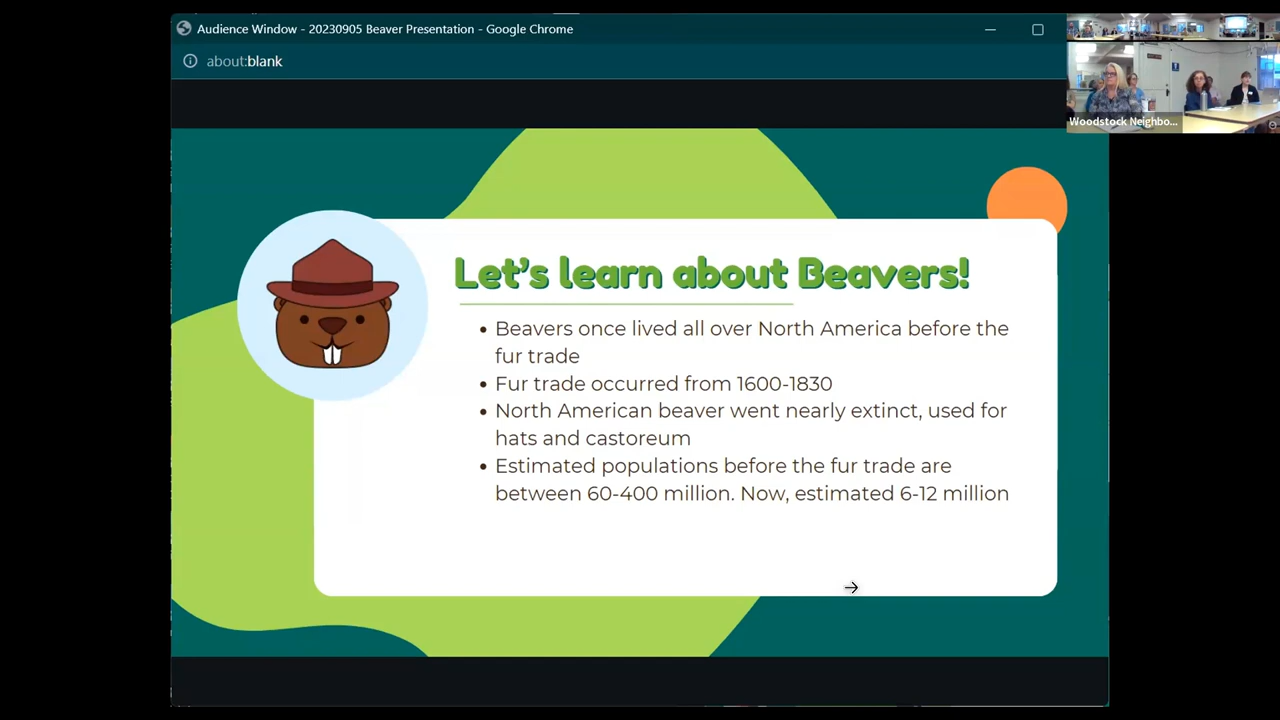 Audience Window - 20230905 Beaver Presentation - Google Chrome
about:blank
Woodstock Neighbo...
Let's learn about Beavers!
• Beavers once lived all over North America before the
fur trade
• Fur trade occurred from 1600-1830
• North American beaver went nearly extinct, used for
hats and castoreum
• Estimated populations before the fur trade are
between 60-400 million. Now, estimated 6-12 million